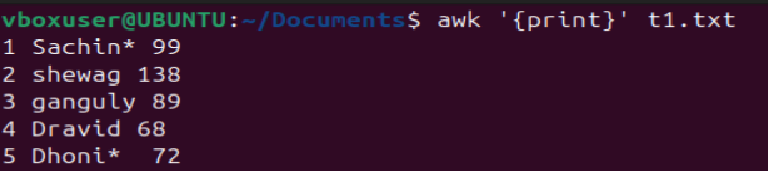 vboxuser@UBUNTU:~/Documents$ awk '{print}' t1.txt
1 Sachin* 99
2 shewag 138
3 ganguly 89
4 Dravid 68
5 Dhoni*  72